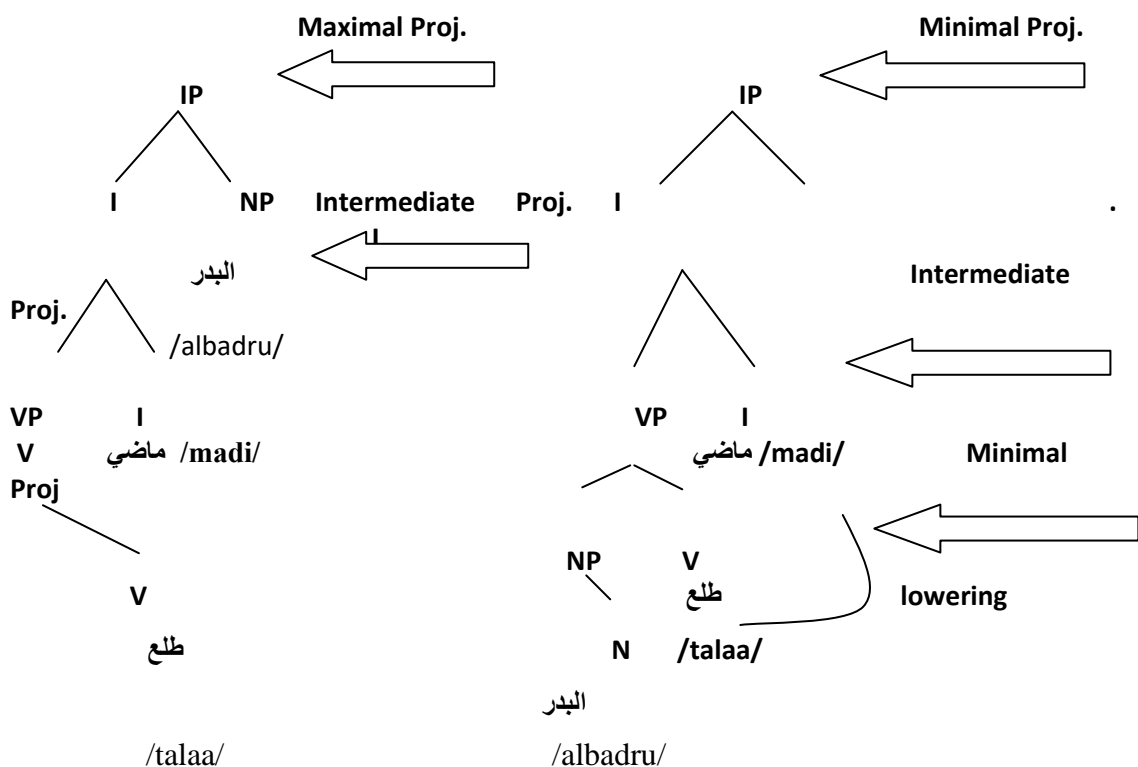 Maximal Proj. Minimal Proj.
IP IP
I NP Intermediate Proj. I .
I
البدر Intermediate
Proj.
/albadru/
VP I VP I
V ماضي /madi/ ماضي /madi/ Minimal
Proj
NP V
V طلع lowering
طلع N /talaa/
البدر
/talaa/ /albadru/